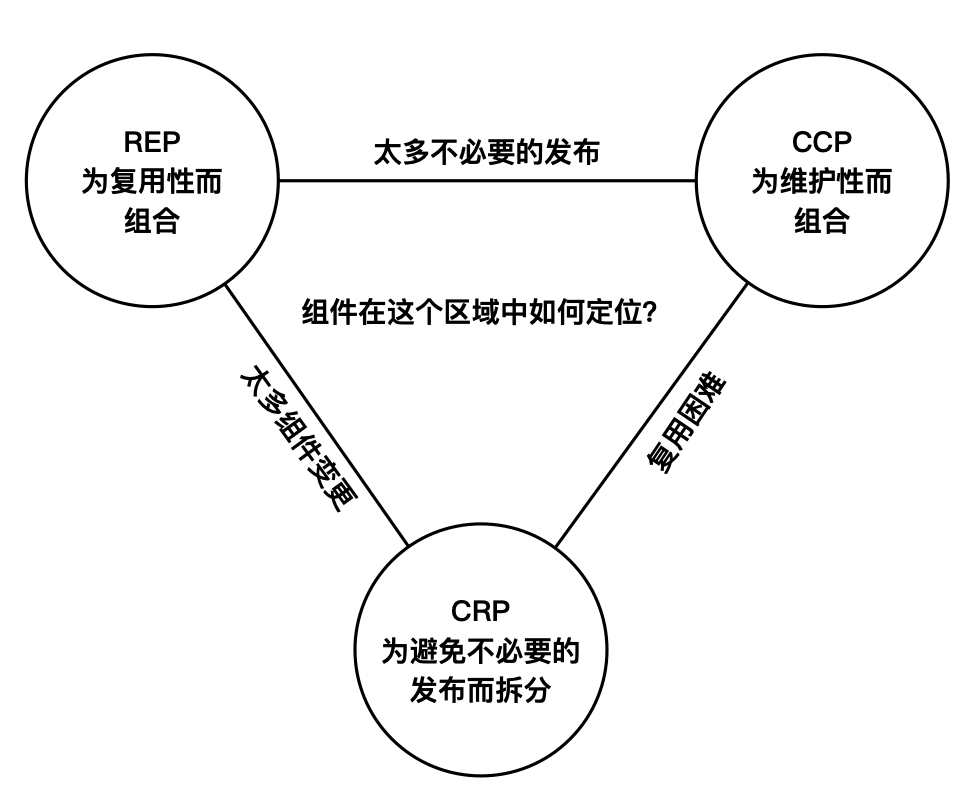 REP
为复用性而
组合
太多不必要的发布
CCP
为维护性而
组合
组件在这个区域中如何定位?
太多组件变更
复用困难
CRP
为避免不必要的
发布而拆分